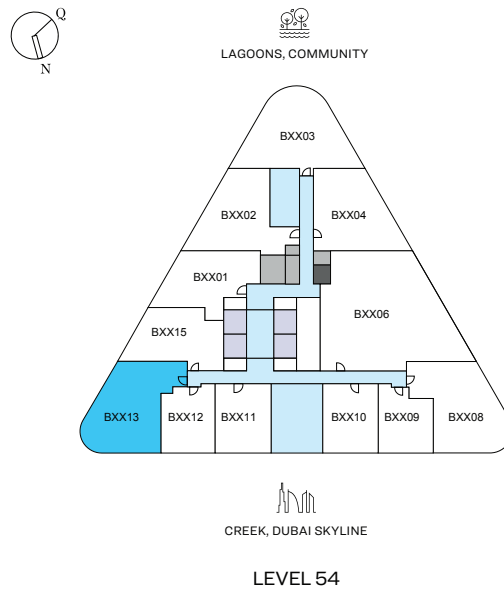 Q
N
LAGOONS, COMMUNITY
BXX03
BXX02
BXX04
BXX01
BXX06
BXX15
BXX13
BXX12
BXX11
BXX10
BXX09
BXX08
CREEK, DUBAI SKYLINE
LEVEL 54